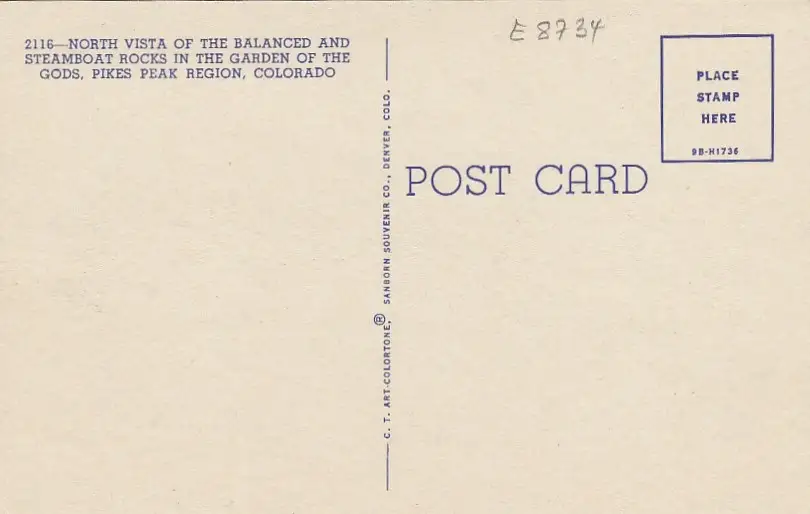 2116—NORTH VISTA OF THE BALANCED AND
STEAMBOAT ROCKS IN THE GARDEN OF THE
GODS, PIKES PEAK REGION, COLORADO
E 8734
PLACE
STAMP
HERE
9B-H1736
POST CARD
C. T. ART-COLORTONE,® SANBORN SOUVENIR CO., DENVER, COLO.